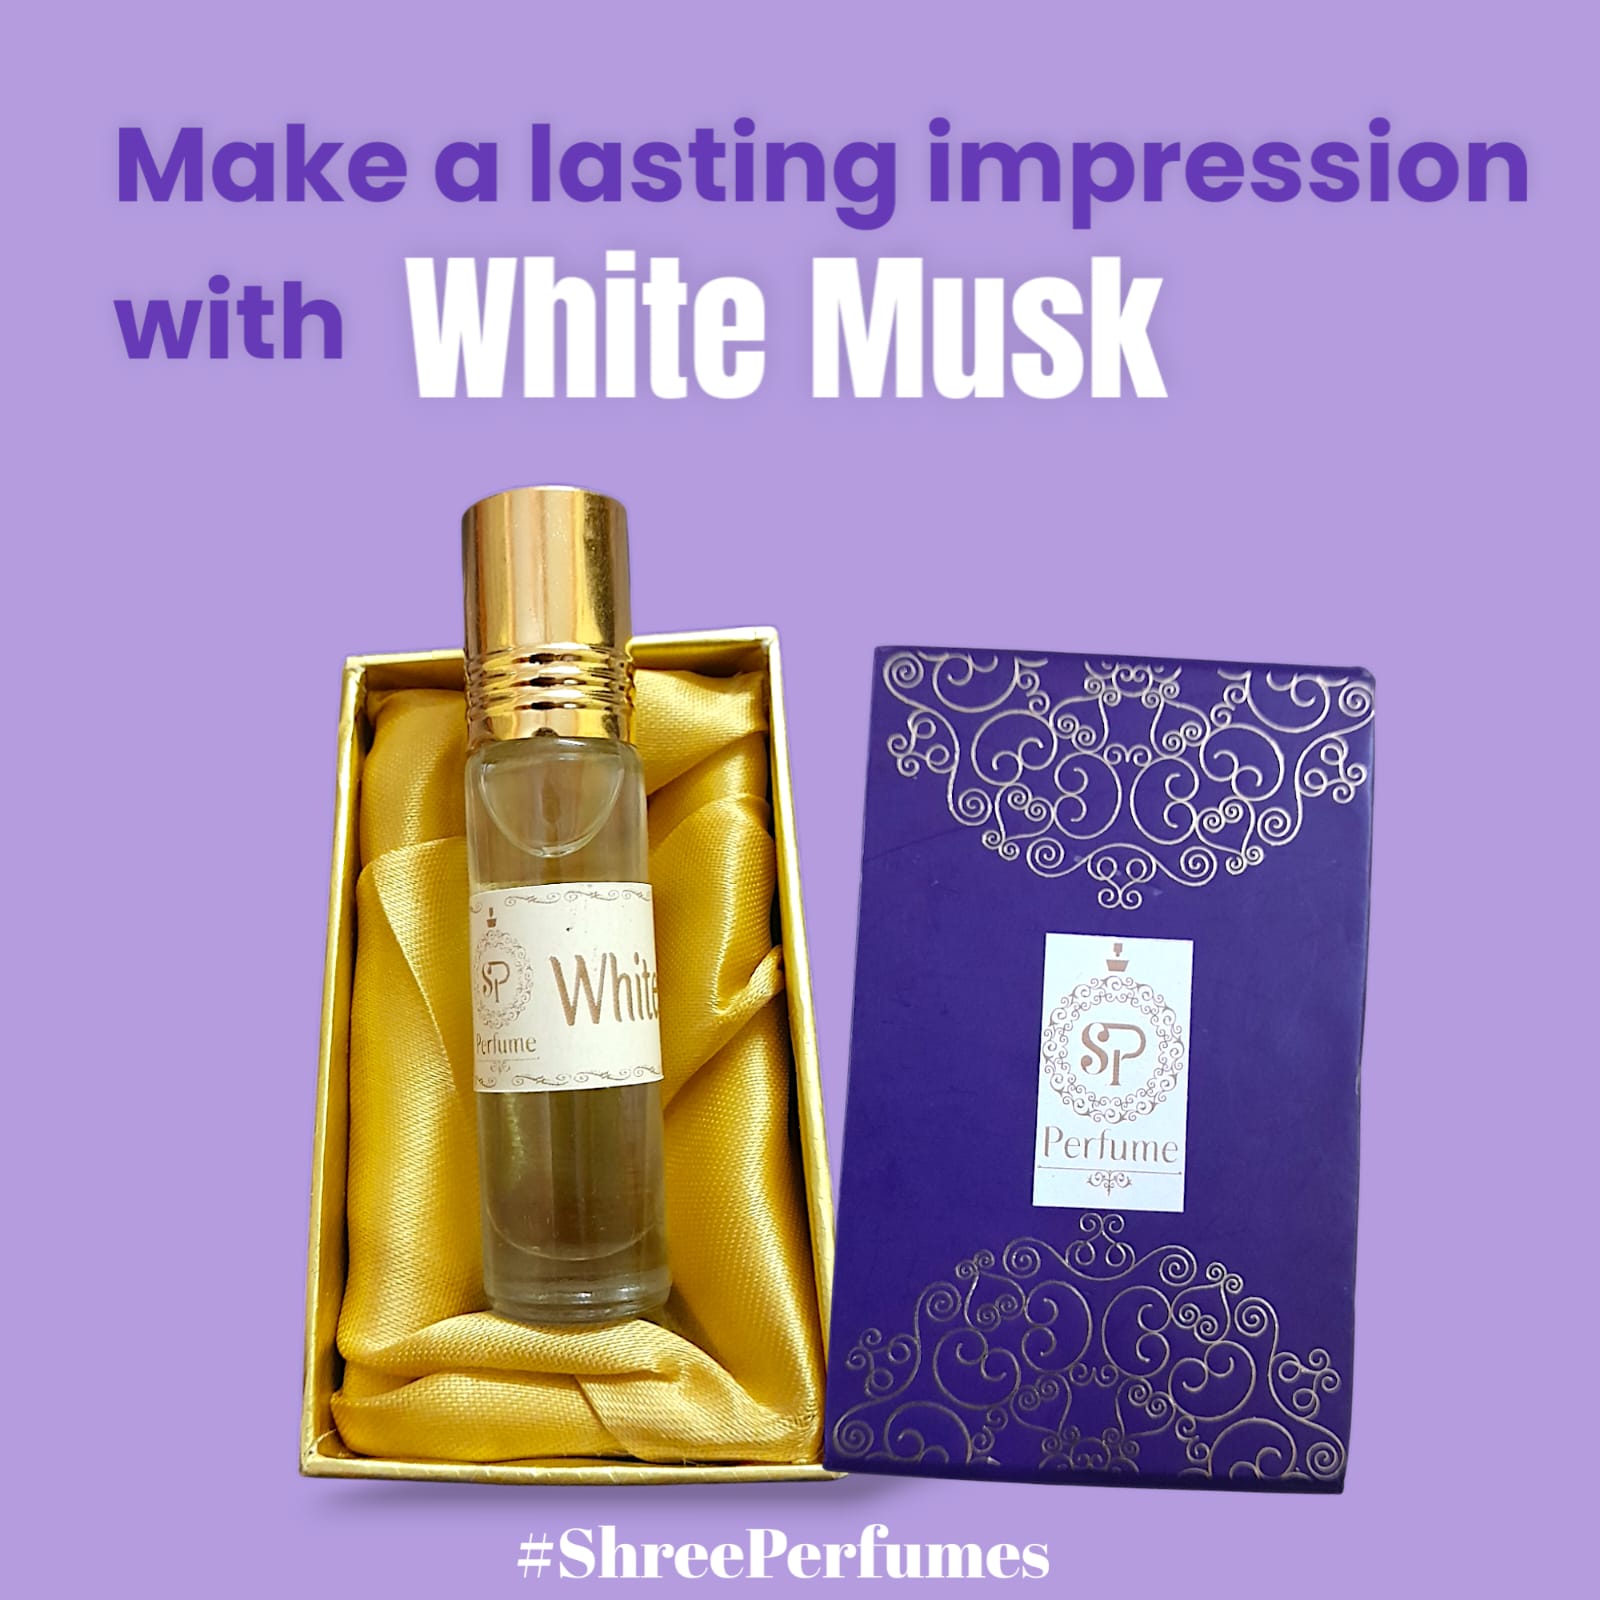 Make a lasting impression
with White Musk
SP
Perfume
White
SP
Perfume
#ShreePerfumes